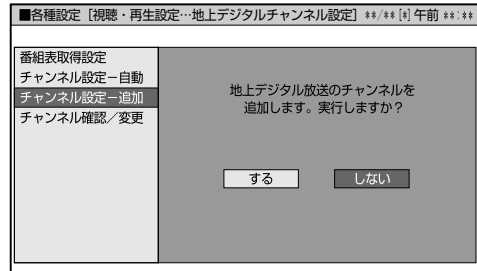 ■各種設定［視聴・再生設定…地上デジタルチャンネル設定］ **/** [*] 午前 **:**
番組表取得設定
チャンネル設定－自動
チャンネル設定－追加
チャンネル確認／変更
地上デジタル放送のチャンネルを
追加します。実行しますか？
する　しない